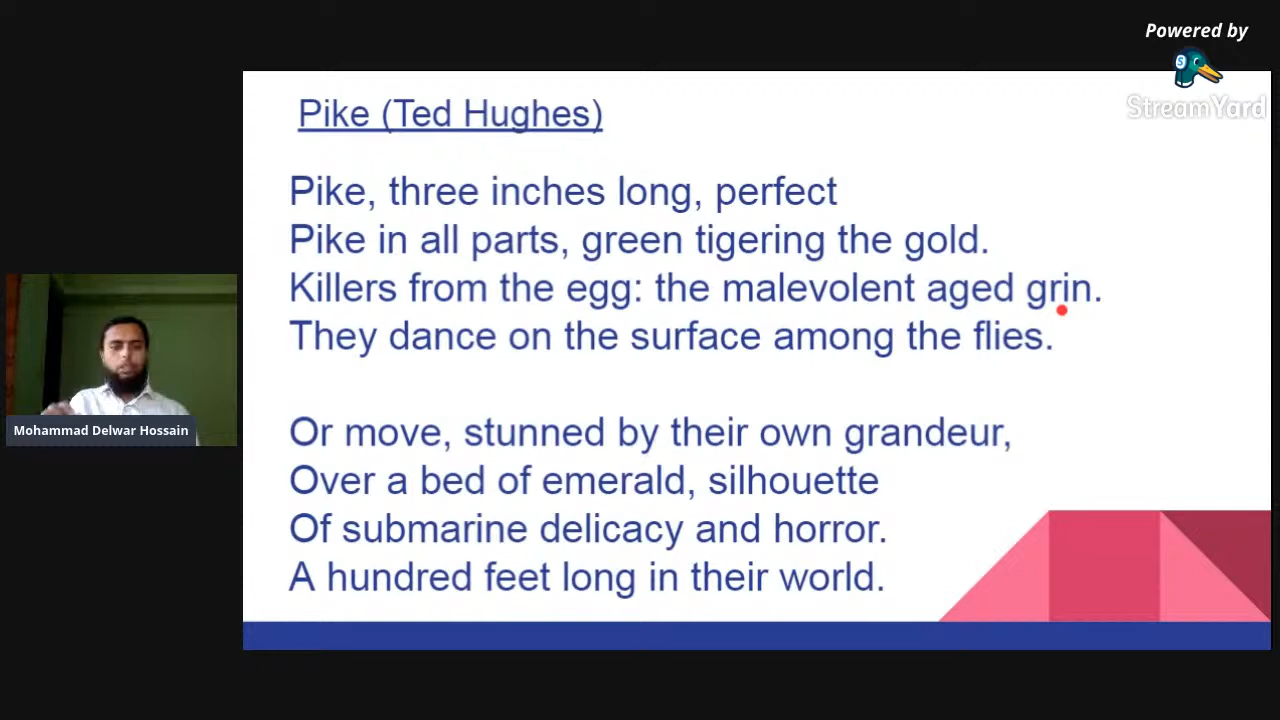 Powered by
StreamYard
Pike (Ted Hughes)
Pike, three inches long, perfect
Pike in all parts, green tigering the gold.
Killers from the egg: the malevolent aged grin.
They dance on the surface among the flies.
Or move, stunned by their own grandeur,
Over a bed of emerald, silhouette
Of submarine delicacy and horror.
A hundred feet long in their world.
Mohammad Delwar Hossain